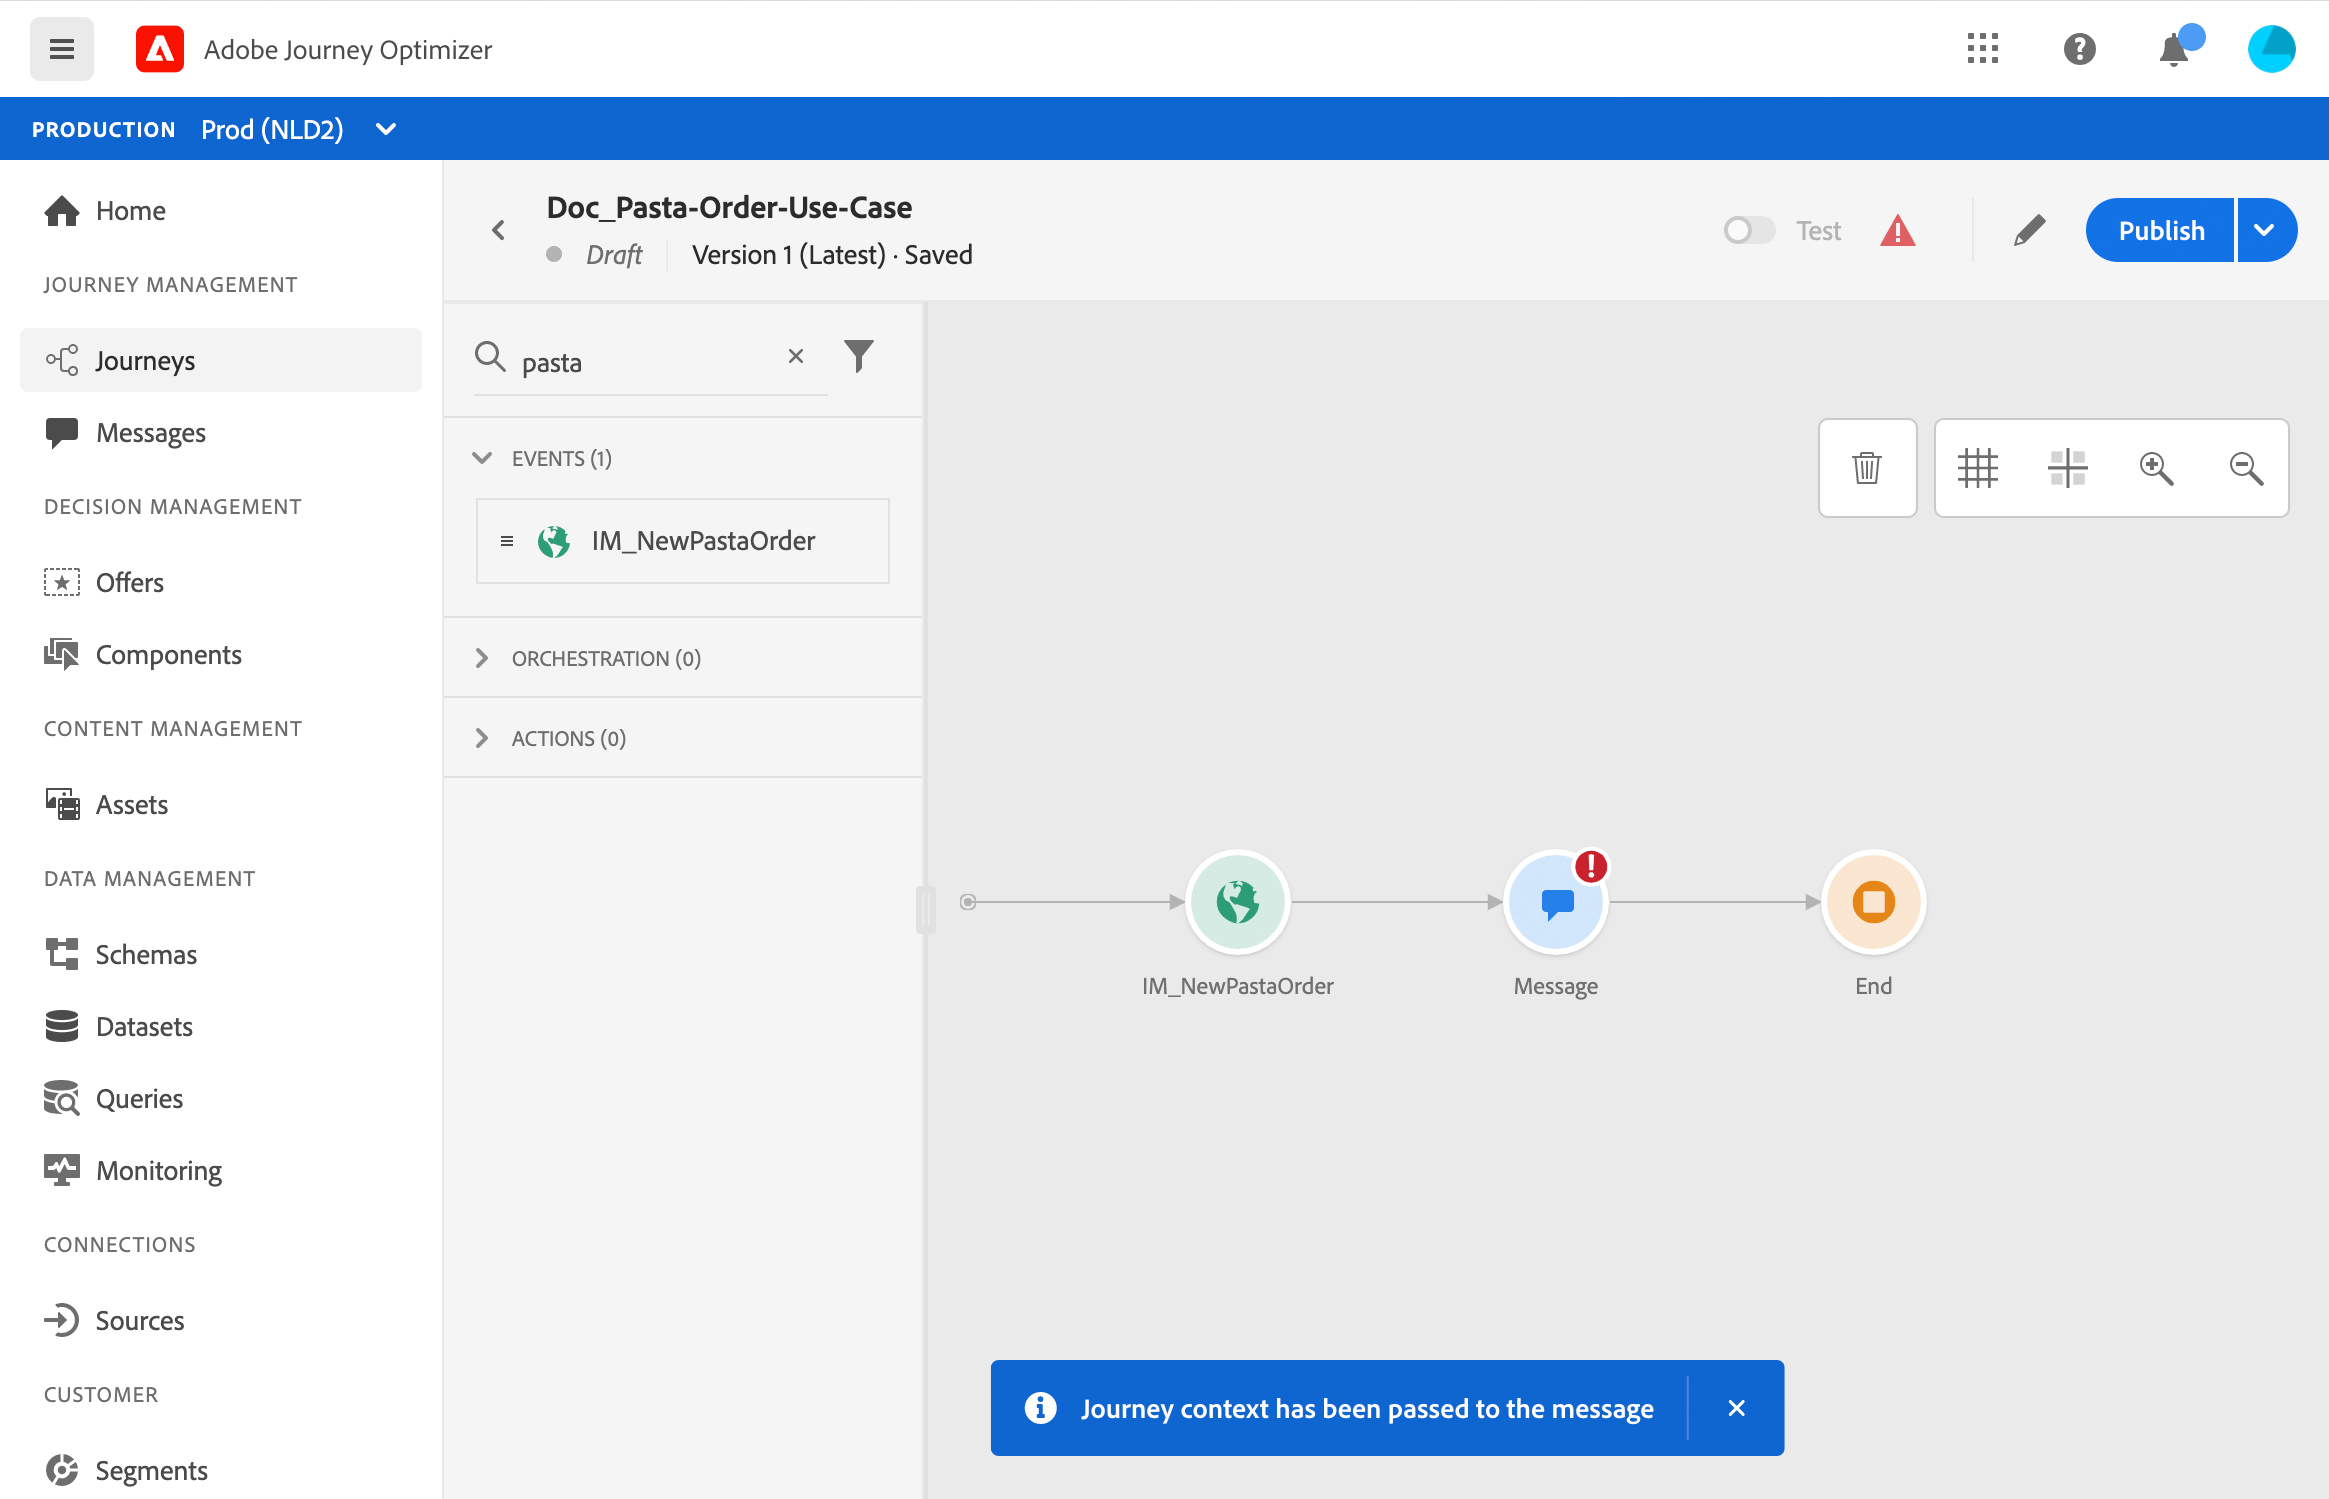 Adobe Journey Optimizer
PRODUCTION Prod (NLD2)
Home
JOURNEY MANAGEMENT
Journeys
Messages
DECISION MANAGEMENT
Offers
Components
CONTENT MANAGEMENT
Assets
DATA MANAGEMENT
Schemas
Datasets
Queries
Monitoring
CONNECTIONS
Sources
CUSTOMER
Segments
Doc_Pasta-Order-Use-Case
Draft Version 1 (Latest) · Saved
Test
Publish
pasta
EVENTS (1)
IM_NewPastaOrder
ORCHESTRATION (0)
ACTIONS (0)
IM_NewPastaOrder
Message
End
Journey context has been passed to the message